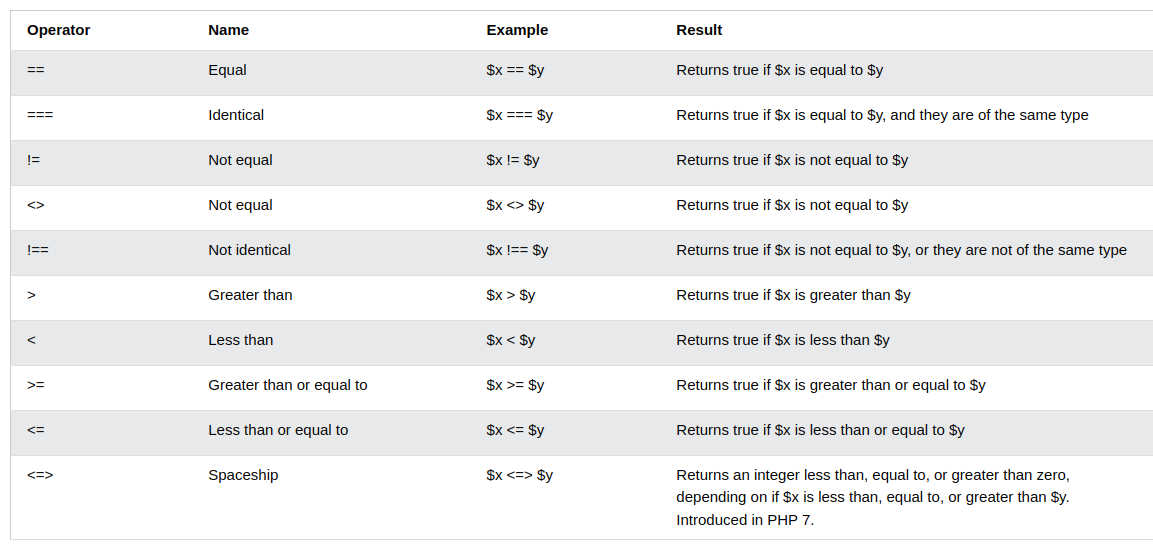 Operator Name Example Result
== Equal $x == $y Returns true if $x is equal to $y
=== Identical $x === $y Returns true if $x is equal to $y, and they are of the same type
!= Not equal $x != $y Returns true if $x is not equal to $y
<> Not equal $x <> $y Returns true if $x is not equal to $y
!== Not identical $x !== $y Returns true if $x is not equal to $y, or they are not of the same type
> Greater than $x > $y Returns true if $x is greater than $y
< Less than $x < $y Returns true if $x is less than $y
>= Greater than or equal to $x >= $y Returns true if $x is greater than or equal to $y
<= Less than or equal to $x <= $y Returns true if $x is less than or equal to $y
<=> Spaceship $x <=> $y Returns an integer less than, equal to, or greater than zero,
depending on if $x is less than, equal to, or greater than $y.
Introduced in PHP 7.